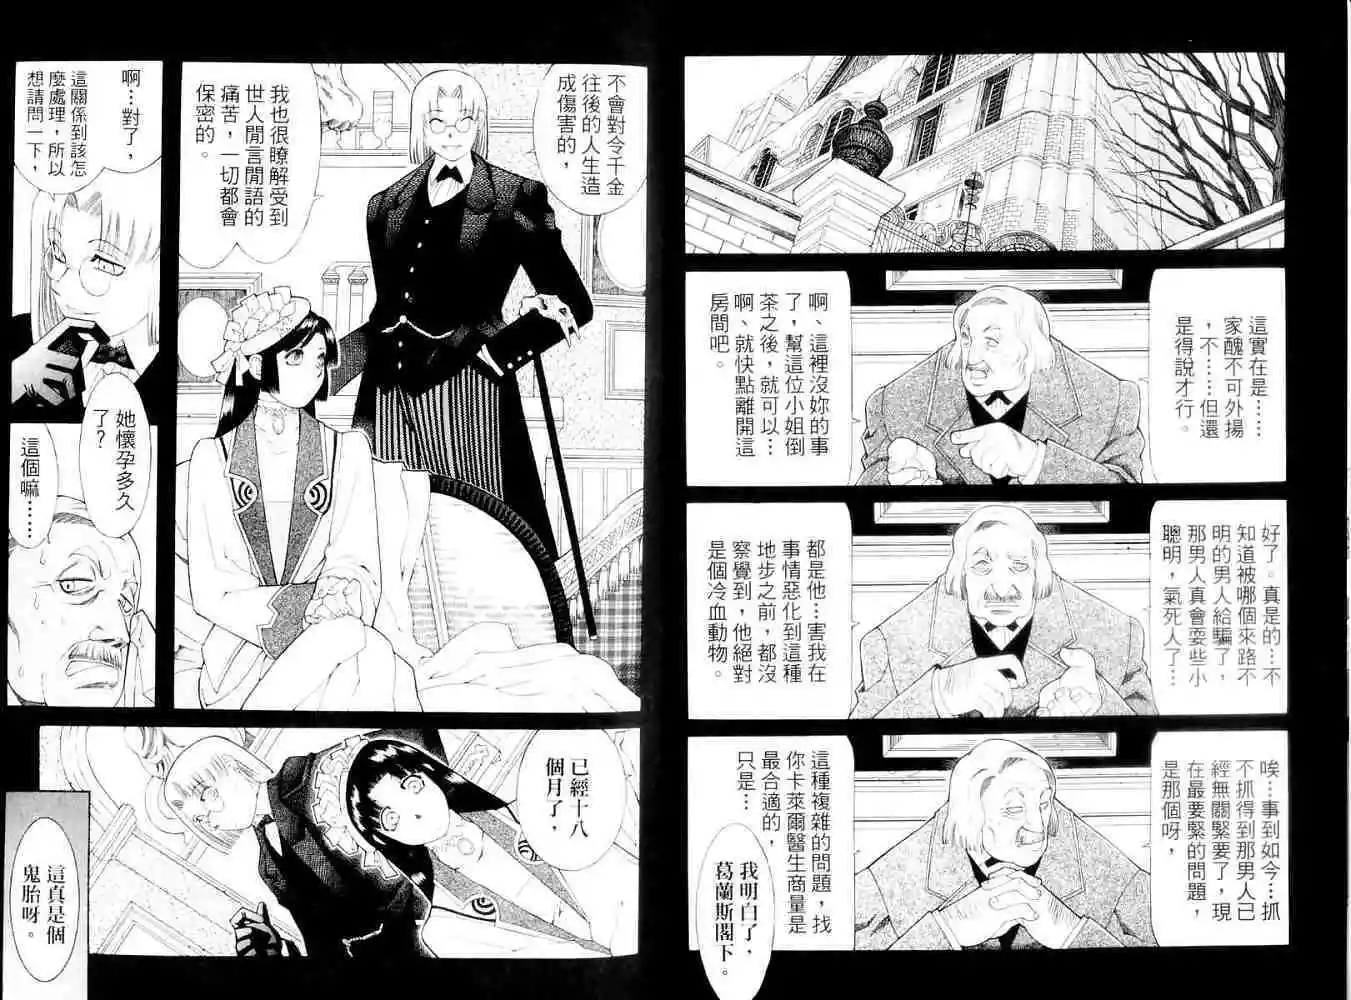 這實在是……
家醜不可外揚
，不……但還
是得說才行。
啊、這裡沒妳的事
了，幫這位小姐倒
茶之後，就可以…
啊、就快點離開這
房間吧。
好了。真是的…不
知道被哪個來路不
明的男人給騙了，
那男人真會耍些小
聰明，氣死人了…
都是他…害我在
事情惡化到這種
地步之前，都沒
察覺到，他絕對
是個冷血動物。
唉…事到如今…抓
不抓得到那男人已
經無關緊要了，現
在最要緊的問題，
是那個呀，
這種複雜的問題，找
你卡萊爾醫生商量是
最合適的，
只是…
我明白了，
葛蘭斯閣下。
不會對令千金
往後的人生造
成傷害的，
我也很瞭解受到
世人閒言閒語的
痛苦，一切都會
保密的。
啊…對了，
這關係到該怎
麼處理，所以
想請問一下，
她懷孕多久
了？
這個嘛……
已經十八
個月了，
這真是個
鬼胎呀。